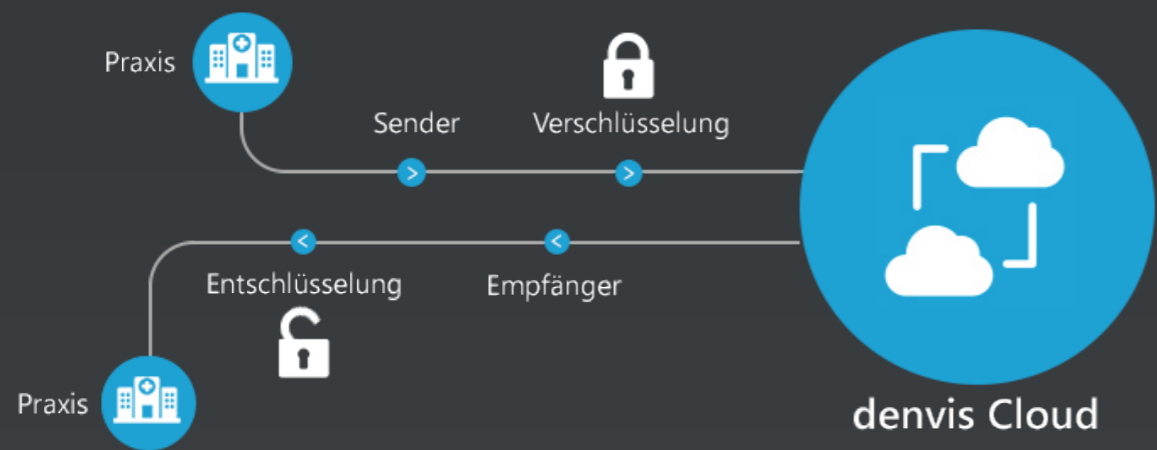 Praxis
Sender
Verschlüsselung
Entschlüsselung
Empfänger
Praxis
denvis Cloud